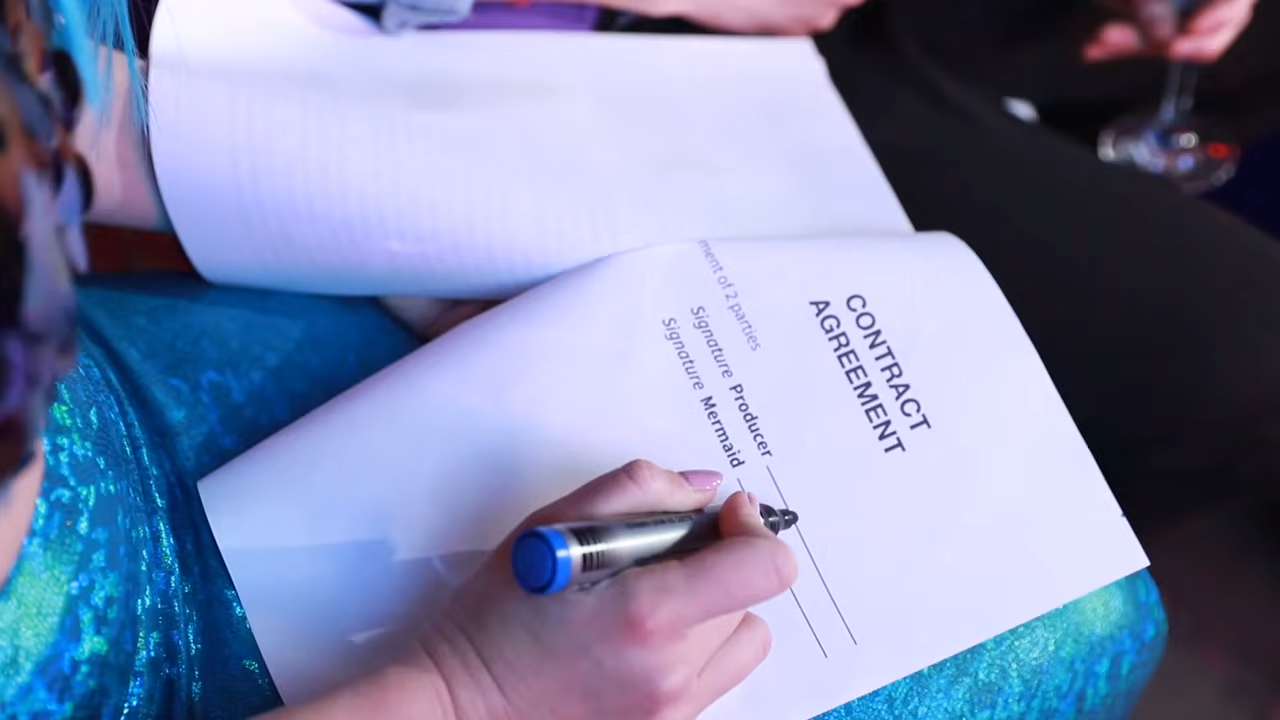 CONTRACT
AGREEMENT
ment of 2 parties
Signature Producer
Signature Mermaid